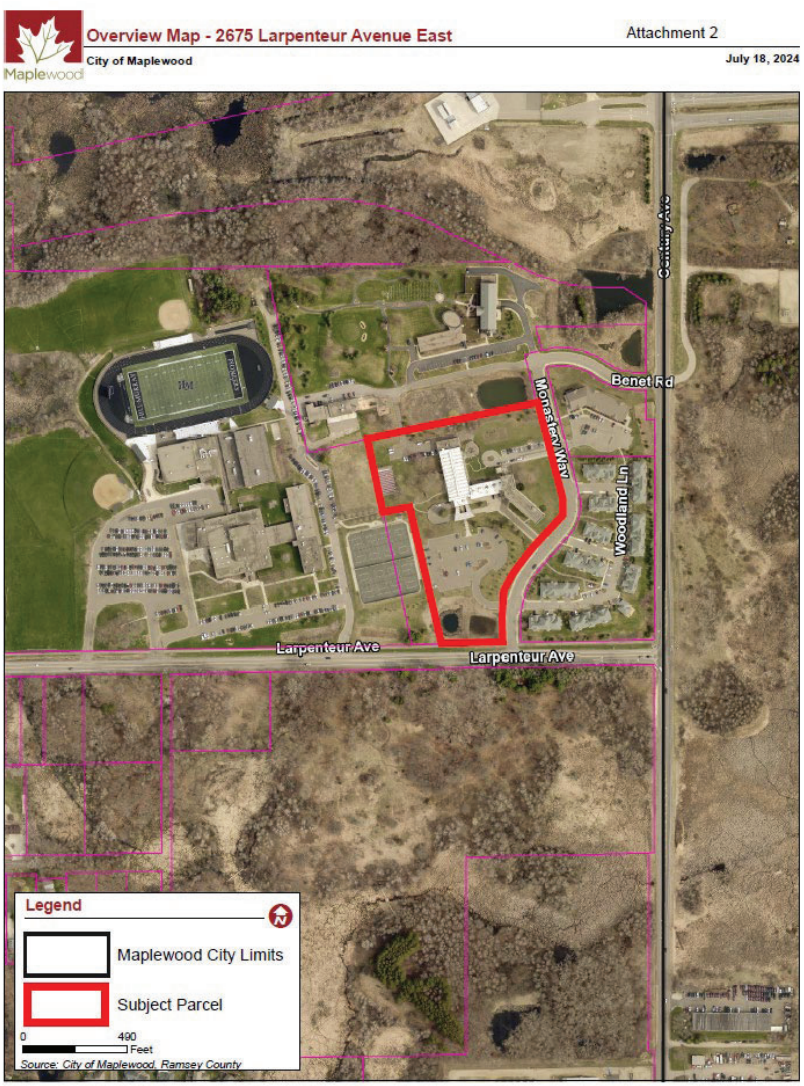 Overview Map - 2675 Larpenteur Avenue East
Attachment 2
Maplewood
City of Maplewood
July 18, 2024
Century Ave
Benet Rd
Monastery Way
Woodland Ln
Larpenteur Ave
Larpenteur Ave
Legend
N
Maplewood City Limits
Subject Parcel
0 490
Feet
Source: City of Maplewood, Ramsey County